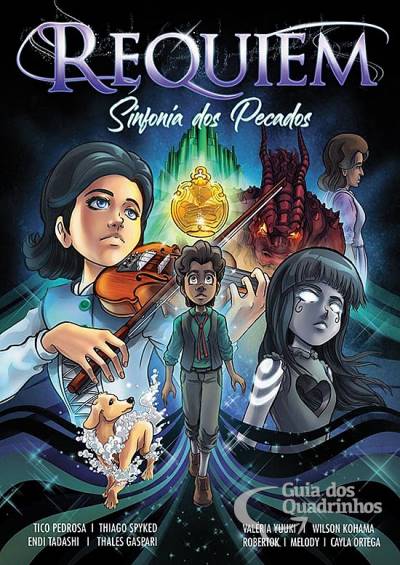 REQUIEM
Sinfonia dos Pecados
TICO PEDROSA | THIAGO SPYKED
ENDI TADASHI | THALES GASPARI
VALÉRIA YUUKI | WILSON KOHAMA
ROBERTOK | MELODY | CAYLA ORTEGA
Guia dos
Quadrinhos